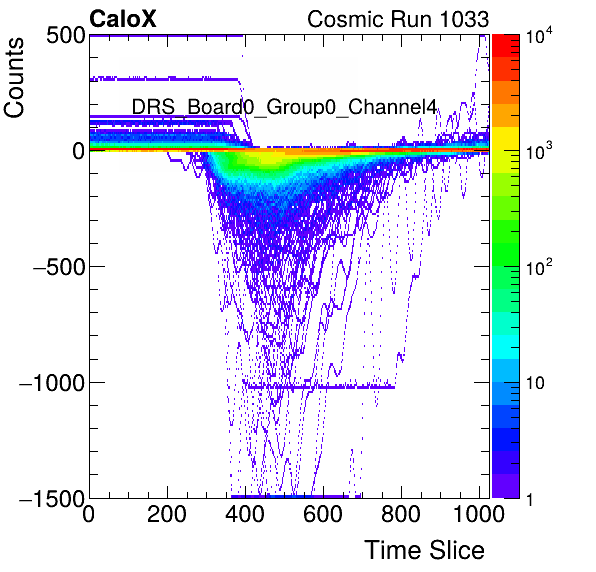 CaloX Cosmic Run 1033
Counts
DRS_Board0_Group0_Channel4
500
0
−500
−1000
−1500
0 200 400 600 800 1000
Time Slice
10⁴
10³
10²
10
1